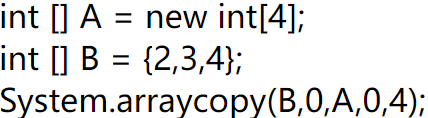 int [] A = new int[4];
int [] B = {2,3,4};
System.arraycopy(B,0,A,0,4);